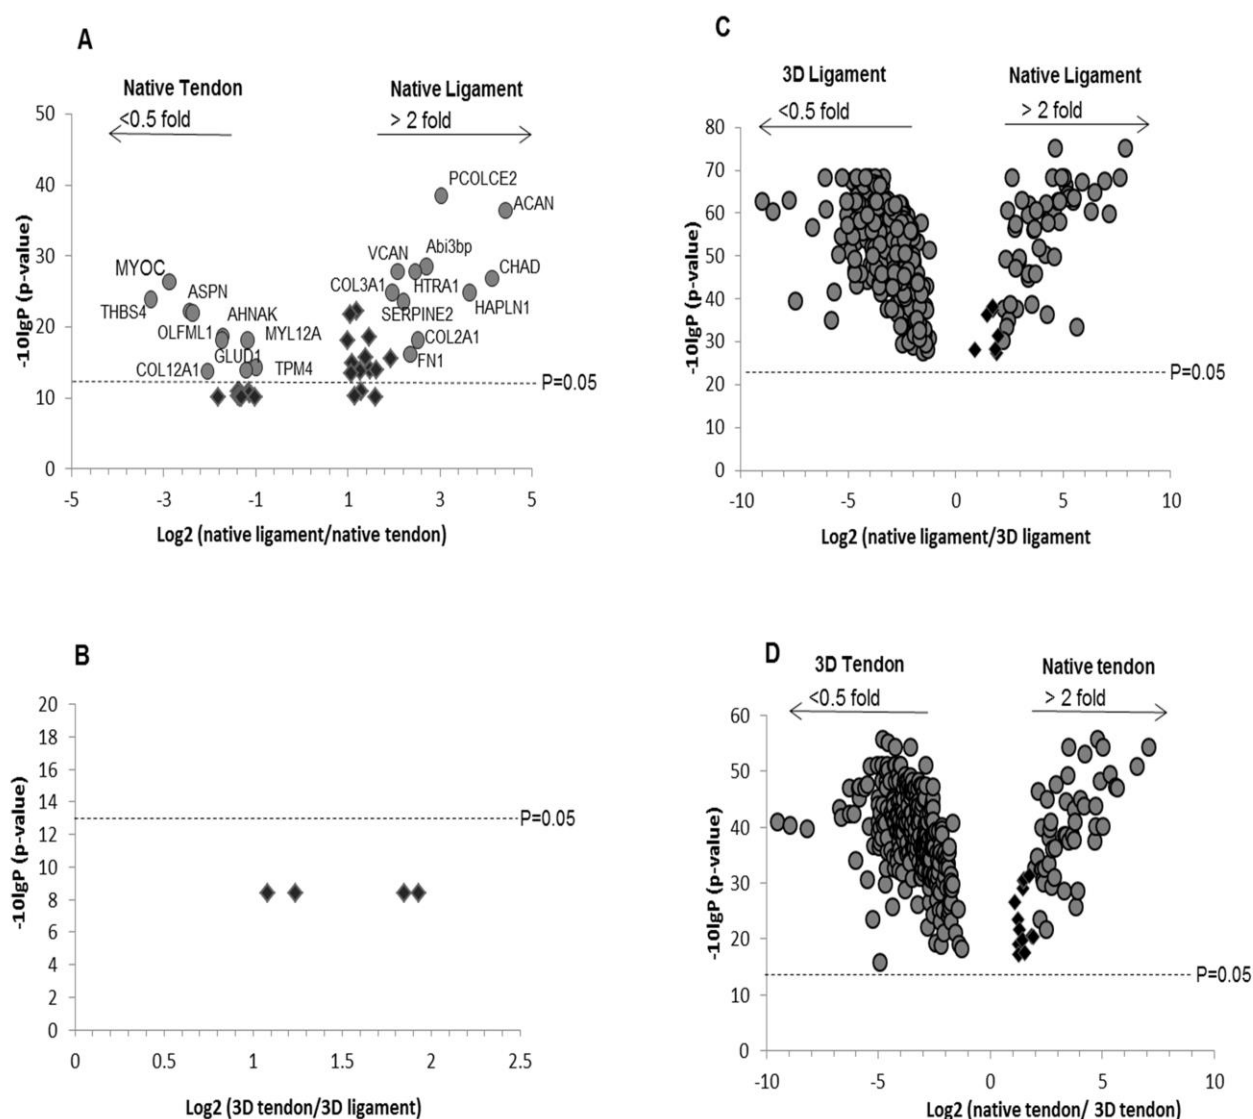 A
Native Tendon
<0.5 fold
Native Ligament
> 2 fold
50
40
30
20
10
0
-10lgP (p-value)
PCOLCE2
ACAN
VCAN
Abi3bp
CHAD
MYOC
COL3A1
HTRA1
THBS4
ASPN
HAPLN1
SERPINE2
OLFML1
AHNAK
MYL12A
COL2A1
GLUD1
FN1
COL12A1
TPM4
P=0.05
-5
-3
-1
1
3
5
Log2 (native ligament/native tendon)
C
3D Ligament
<0.5 fold
Native Ligament
> 2 fold
80
70
60
50
40
30
20
10
0
-10lgP (p-value)
P=0.05
-10
-5
0
5
10
Log2 (native ligament/3D ligament
B
20
18
16
14
12
10
8
6
4
2
0
-10lgP (p-value)
P=0.05
0
0.5
1
1.5
2
2.5
Log2 (3D tendon/3D ligament)
D
3D Tendon
<0.5 fold
Native tendon
> 2 fold
60
50
40
30
20
10
0
-10lgP (p-value)
P=0.05
-10
-5
0
5
10
Log2 (native tendon/ 3D tendon)